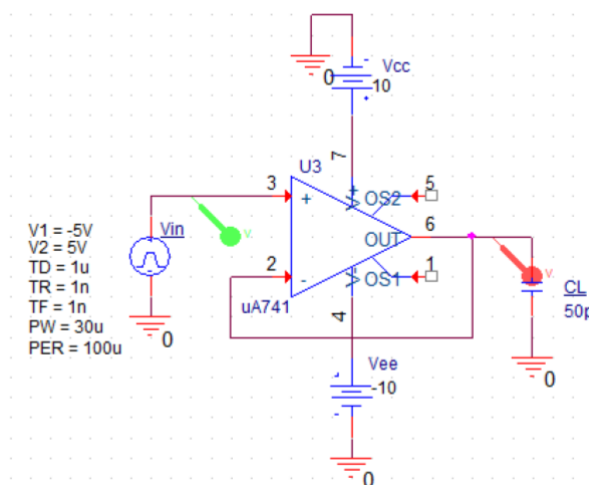 0
Vcc
10
7
U3
3
+
V+
OS2
5
V1 = -5V
V2 = 5V
TD = 1u
TR = 1n
TF = 1n
PW = 30u
PER = 100u
Vin
V
OUT
6
V
2
-
V-
OS1
1
uA741
CL
50p
0
4
0
Vee
-10
0